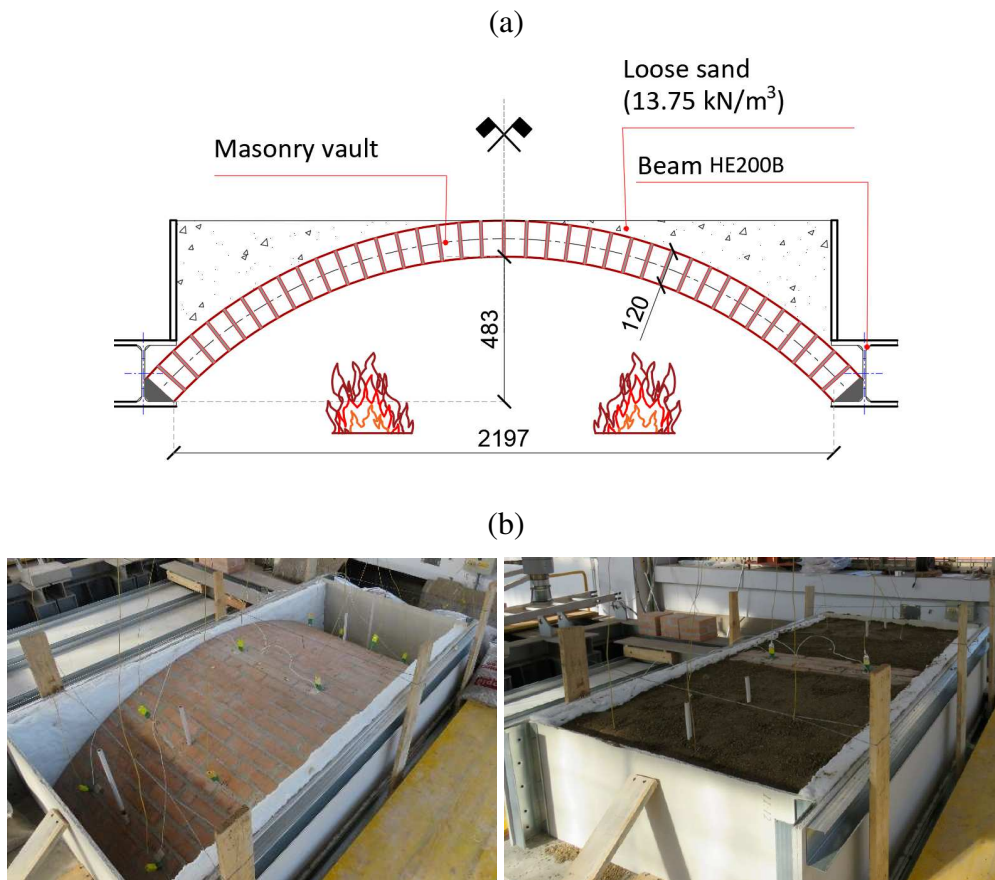 (a)
Loose sand
(13.75 kN/m³)
Masonry vault
Beam HE200B
483
120
2197
(b)